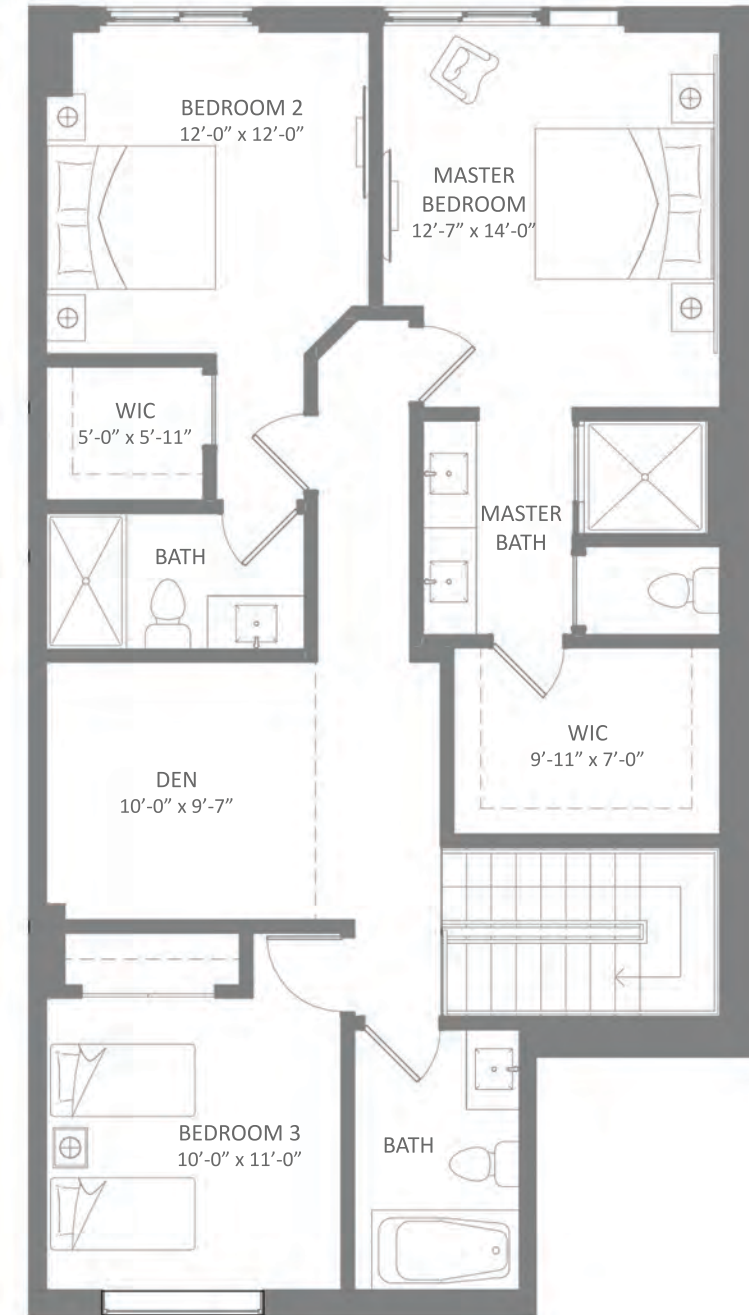 BEDROOM 2
12’-0” x 12’-0”
MASTER
BEDROOM
12’-7” x 14’-0”
WIC
5’-0” x 5’-11”
MASTER
BATH
BATH
WIC
9’-11” x 7’-0”
DEN
10’-0” x 9’-7”
BEDROOM 3
10’-0” x 11’-0”
BATH